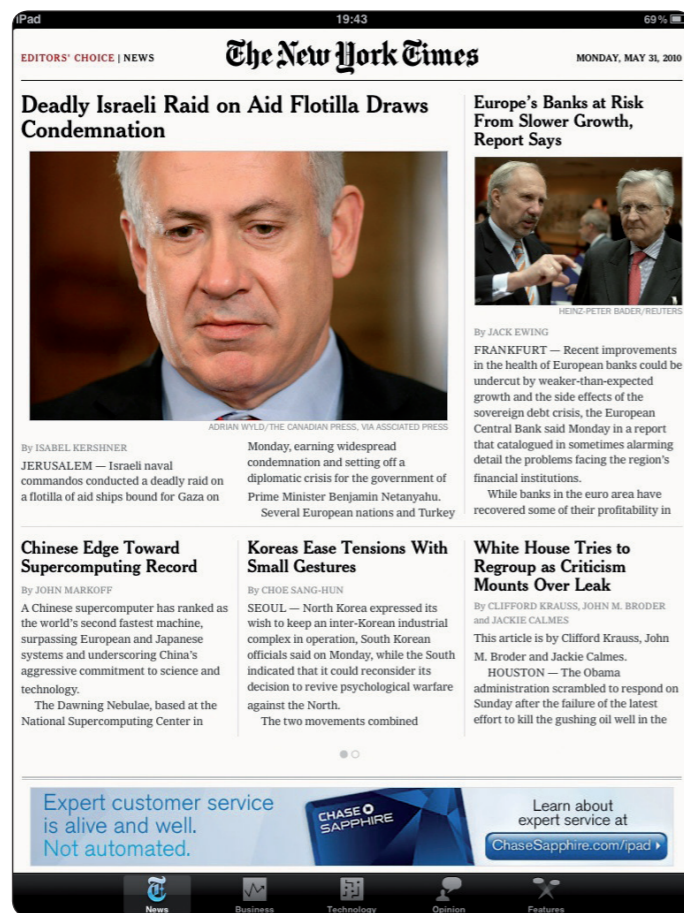 iPad
19:43
69%
EDITORS' CHOICE | NEWS
The New York Times
MONDAY, MAY 31, 2010
Deadly Israeli Raid on Aid Flotilla Draws
Condemnation
ADRIAN WYLD/THE CANADIAN PRESS, VIA ASSCIATED PRESS
By ISABEL KERSHNER
JERUSALEM — Israeli naval
commandos conducted a deadly raid on
a flotilla of aid ships bound for Gaza on
Monday, earning widespread
condemnation and setting off a
diplomatic crisis for the government of
Prime Minister Benjamin Netanyahu.
Several European nations and Turkey
Europe's Banks at Risk
From Slower Growth,
Report Says
HEINZ-PETER BADER/REUTERS
By JACK EWING
FRANKFURT — Recent improvements
in the health of European banks could be
undercut by weaker-than-expected
growth and the side effects of the
sovereign debt crisis, the European
Central Bank said Monday in a report
that catalogued in sometimes alarming
detail the problems facing the region's
financial institutions.
While banks in the euro area have
recovered some of their profitability in
Chinese Edge Toward
Supercomputing Record
By JOHN MARKOFF
A Chinese supercomputer has ranked as
the world's second fastest machine,
surpassing European and Japanese
systems and underscoring China's
aggressive commitment to science and
technology.
The Dawning Nebulae, based at the
National Supercomputing Center in
Koreas Ease Tensions With
Small Gestures
By CHOE SANG-HUN
SEOUL — North Korea expressed its
wish to keep an inter-Korean industrial
complex in operation, South Korean
officials said on Monday, while the South
indicated that it could reconsider its
decision to revive psychological warfare
against the North.
The two movements combined
White House Tries to
Regroup as Criticism
Mounts Over Leak
By CLIFFORD KRAUSS, JOHN M. BRODER
and JACKIE CALMES
This article is by Clifford Krauss, John
M. Broder and Jackie Calmes.
HOUSTON — The Obama
administration scrambled to respond on
Sunday after the failure of the latest
effort to kill the gushing oil well in the
Expert customer service
is alive and well.
Not automated.
CHASE
SAPPHIRE
Learn about
expert service at
ChaseSapphire.com/ipad
News
Business
Technology
Opinion
Features